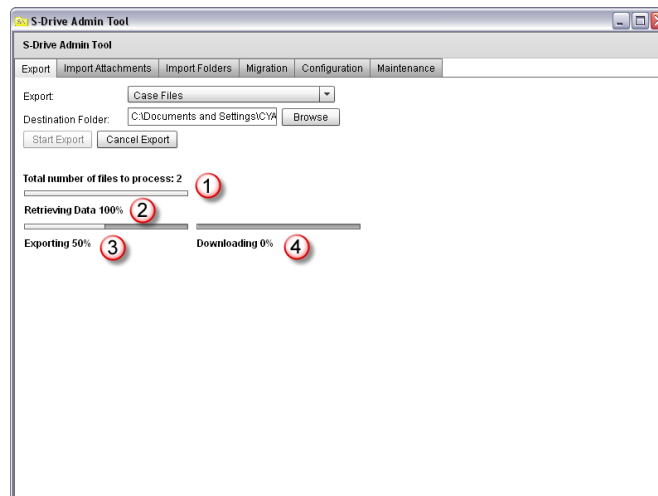 S-Drive Admin Tool
S-Drive Admin Tool
Export Import Attachments Import Folders Migration Configuration Maintenance
Export: Case Files
Destination Folder: C:\Documents and Settings\CYA Browse
Start Export Cancel Export
Total number of files to process: 2 1
Retrieving Data 100% 2
Exporting 50% 3 Downloading 0% 4